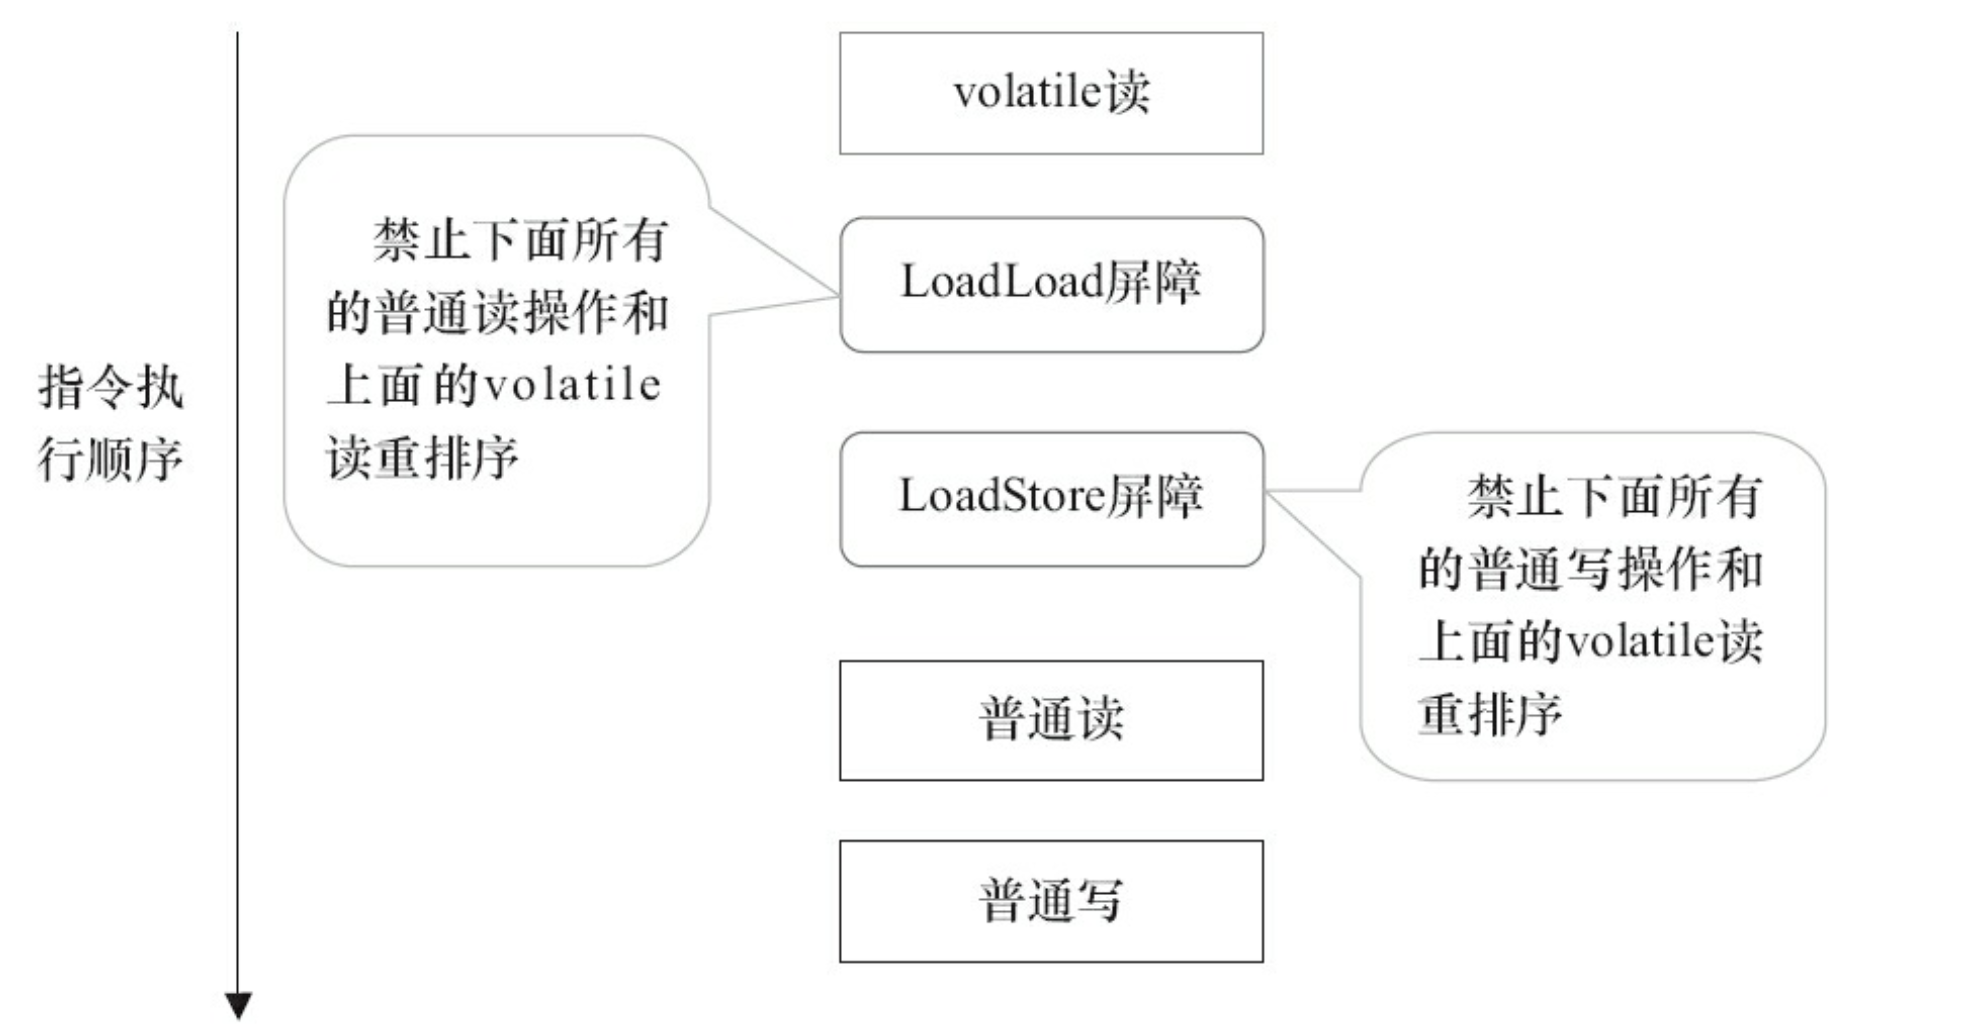 volatile读
禁止下面所有
的普通读操作和
上面的volatile
读重排序
LoadLoad屏障
指令执
行顺序
LoadStore屏障
禁止下面所有
的普通写操作和
上面的volatile读
重排序
普通读
普通写